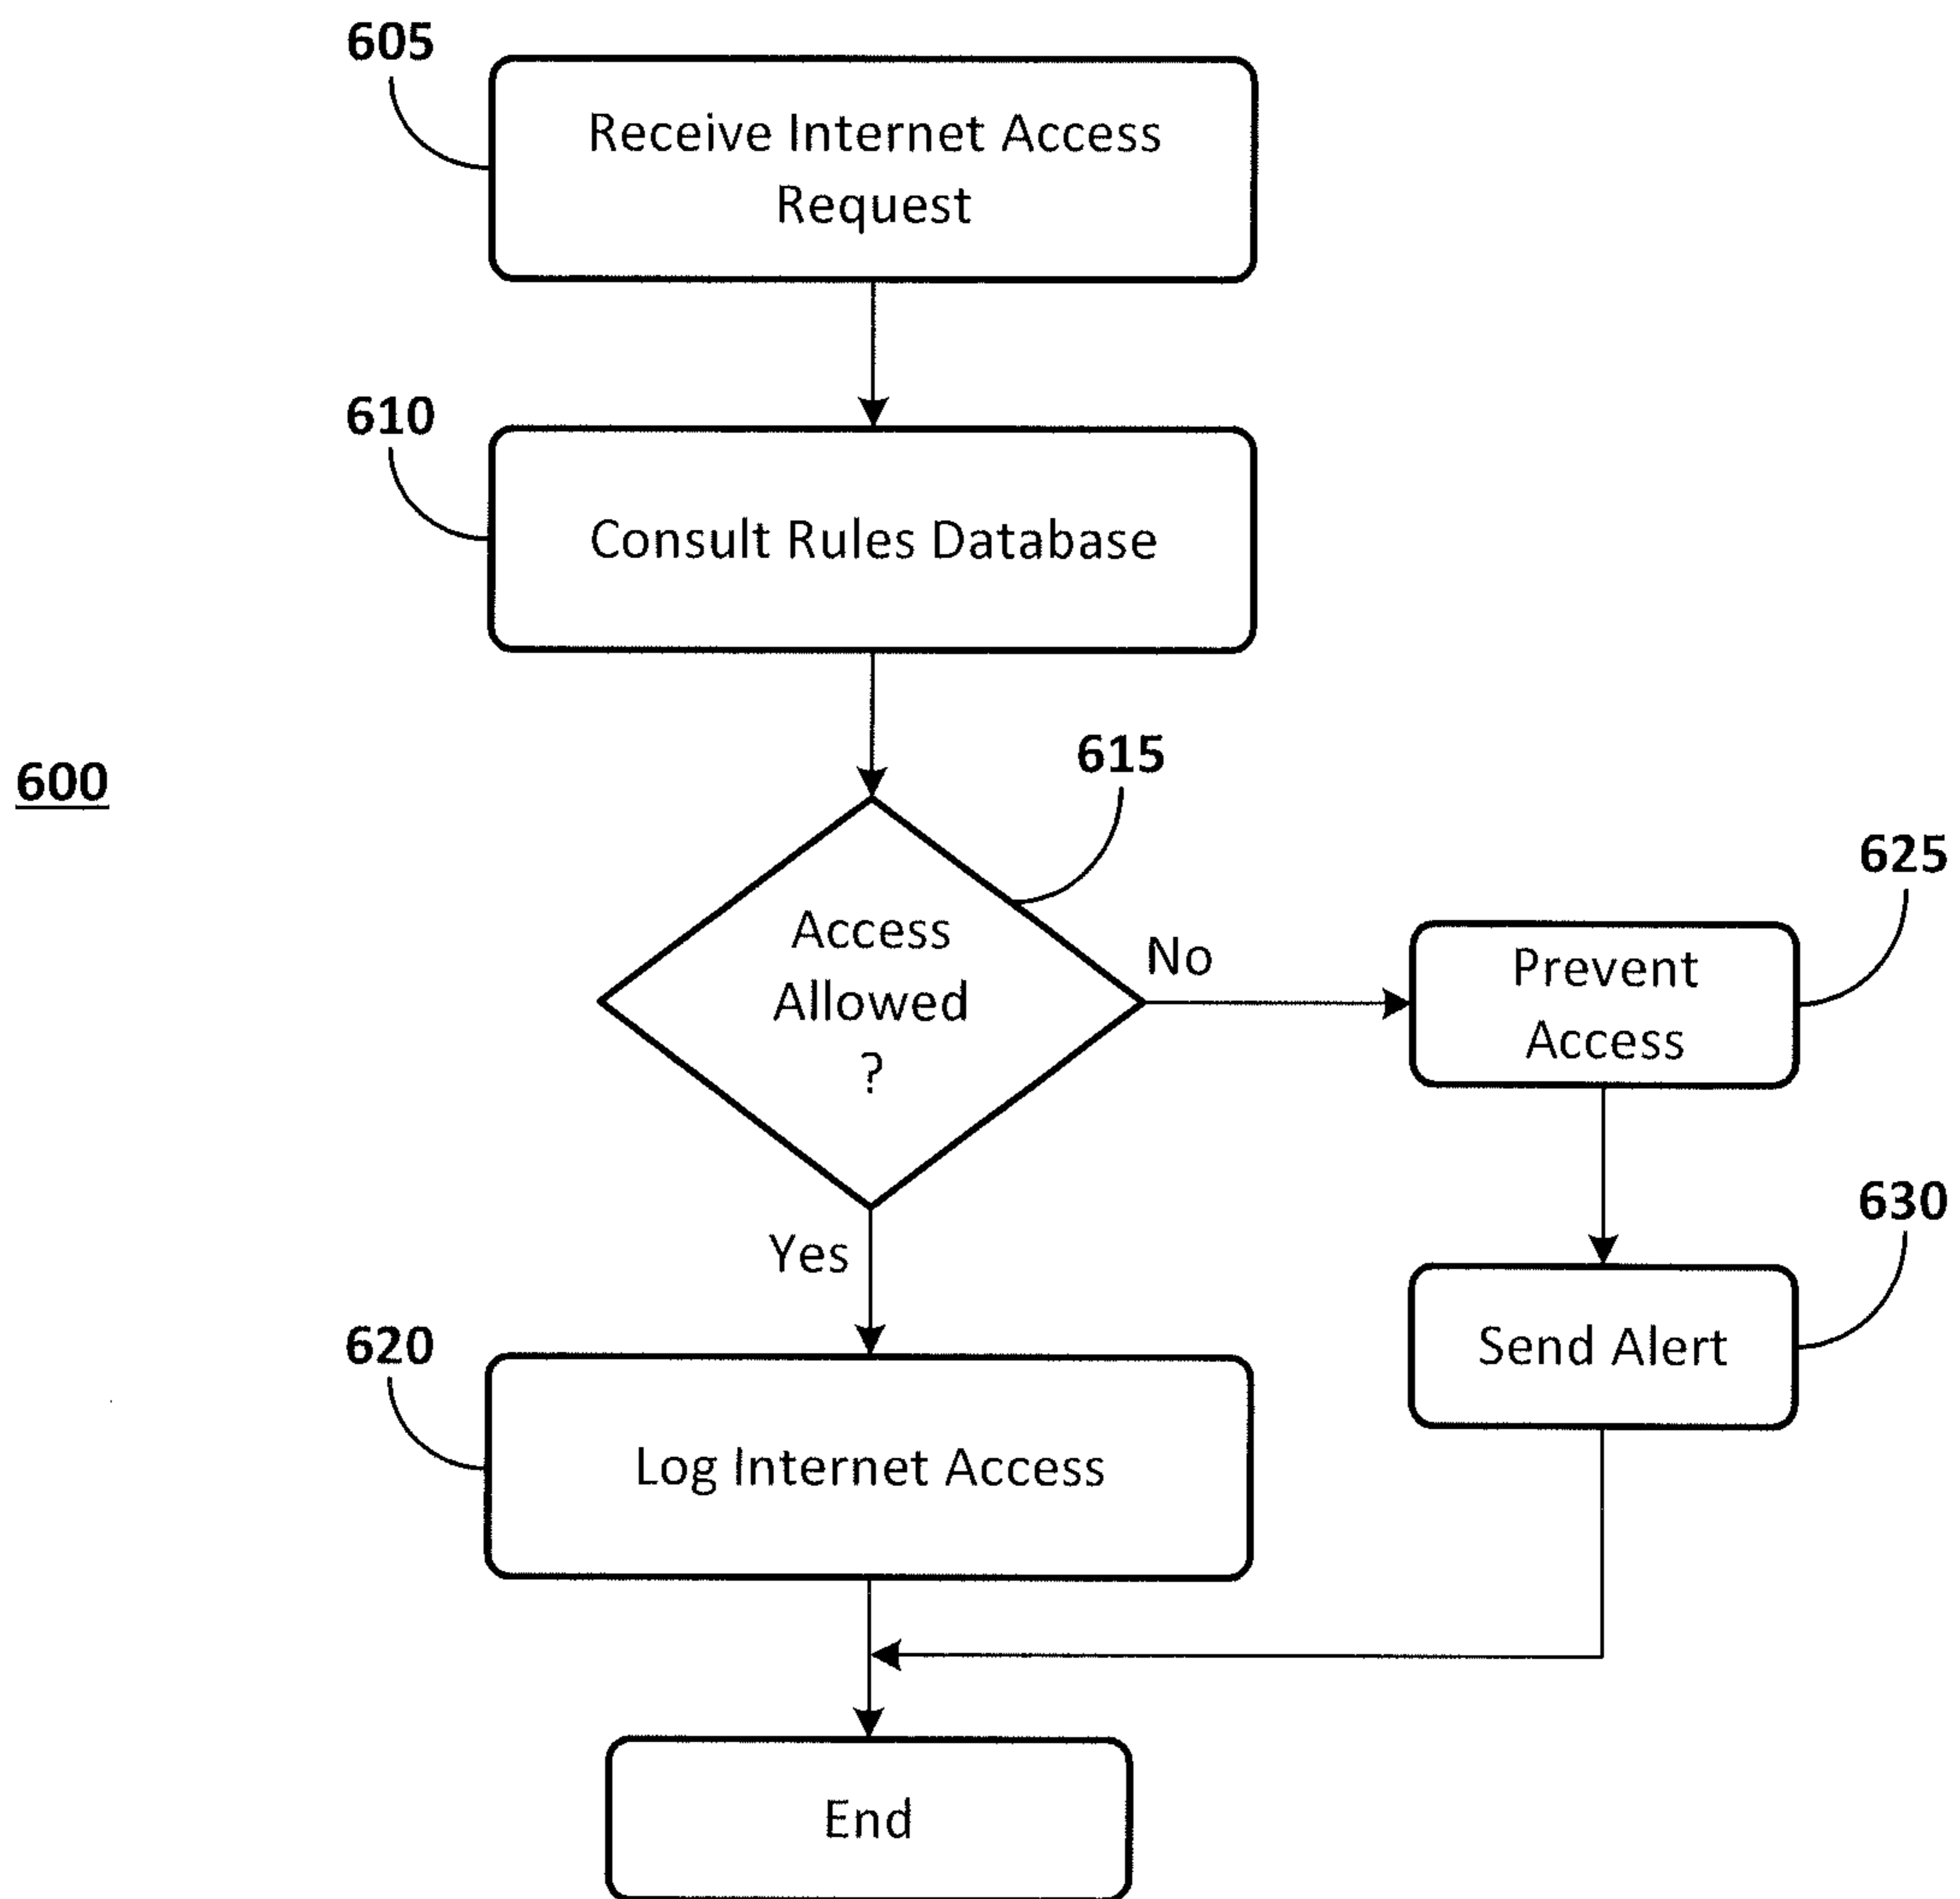 605
Receive Internet Access
Request
610
Consult Rules Database
600
615
Access
Allowed
?
No
625
Prevent
Access
Yes
630
Send Alert
620
Log Internet Access
End